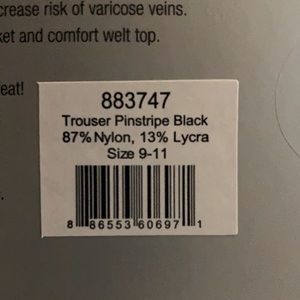 crease risk of varicose veins.
ket and comfort welt top.
eat!
883747
Trouser Pinstripe Black
87% Nylon, 13% Lycra
Size 9-11
8 86553 60697 1